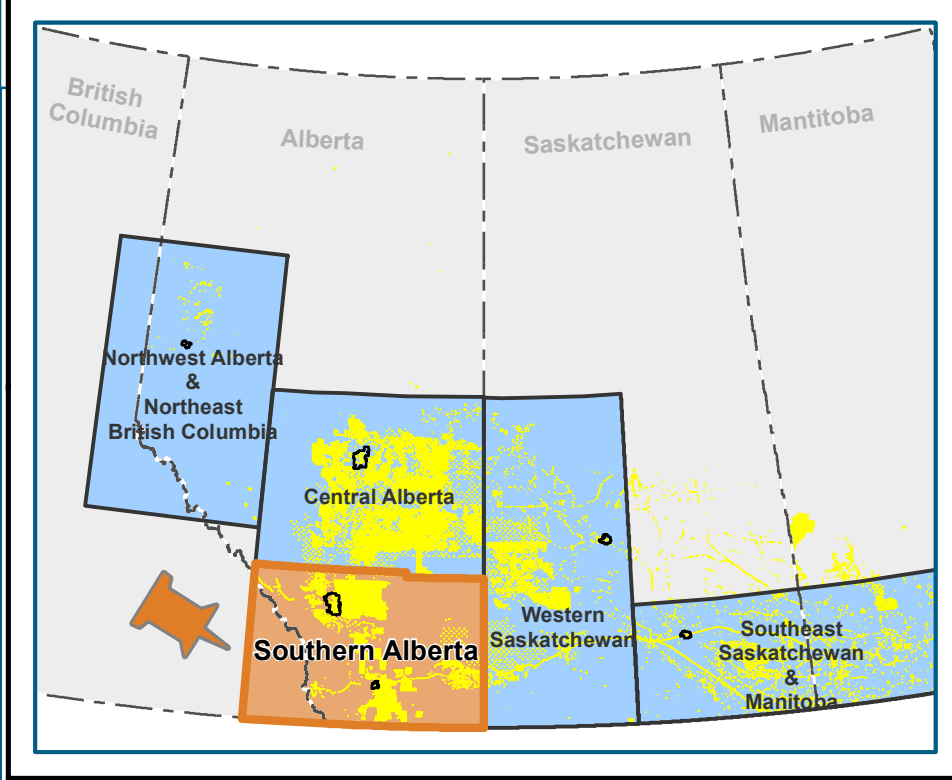 British
Columbia
Alberta
Saskatchewan
Mantitoba
Northwest Alberta
&
Northeast
British Columbia
Central Alberta
Southern Alberta
Western
Saskatchewan
Southeast
Saskatchewan
&
Manitoba